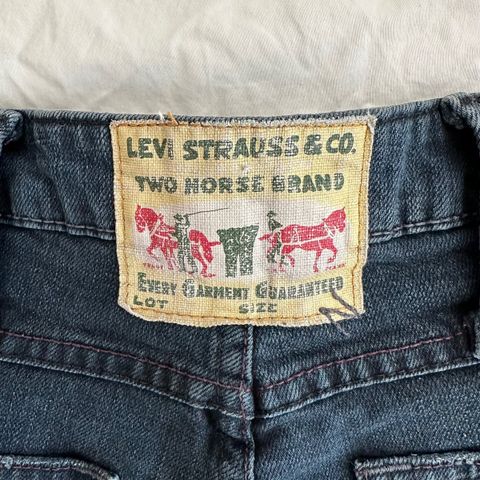 LEVI STRAUSS & CO.
TWO HORSE BRAND
EVERY GARMENT GUARANTEED
LOT SIZE